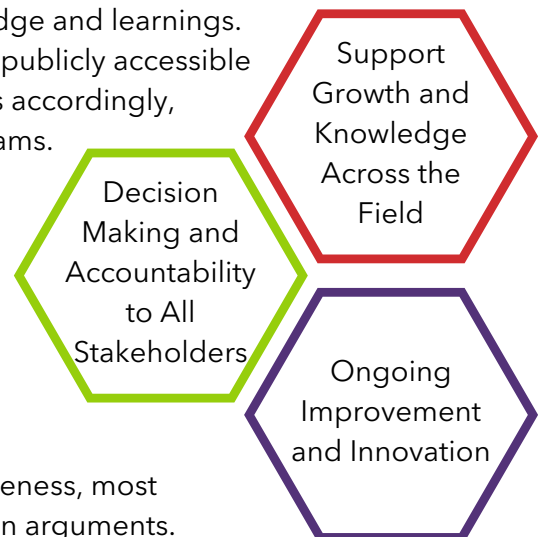 dge and learnings.
publicly accessible
s accordingly,
ams.
Support
Growth and
Knowledge
Across the
Field
Decision
Making and
Accountability
to All
Stakeholders
Ongoing
Improvement
and Innovation
eness, most
n arguments.